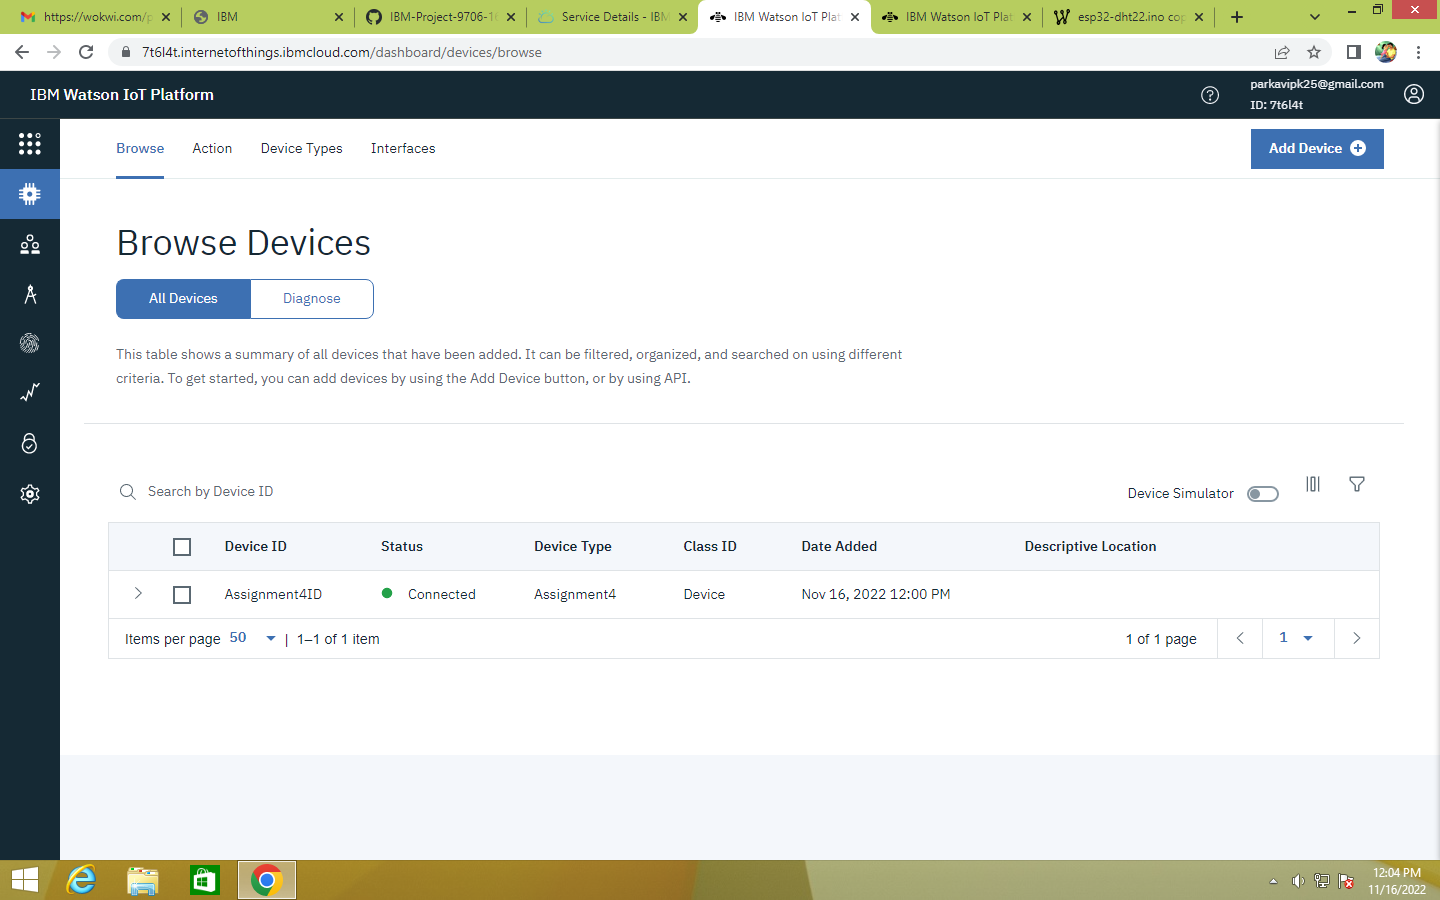 https://wokwi.com/p
IBM
IBM-Project-9706-16
Service Details - IBM
IBM Watson IoT Plat
IBM Watson IoT Plat
esp32-dht22.ino cop
7t6l4t.internetofthings.ibmcloud.com/dashboard/devices/browse
IBM Watson IoT Platform
parkavipk25@gmail.com
ID: 7t6l4t
Browse
Action
Device Types
Interfaces
Add Device
Browse Devices
All Devices
Diagnose
This table shows a summary of all devices that have been added. It can be filtered, organized, and searched on using different
criteria. To get started, you can add devices by using the Add Device button, or by using API.
Search by Device ID
Device Simulator
Device ID Status Device Type Class ID Date Added Descriptive Location
Assignment4ID Connected Assignment4 Device Nov 16, 2022 12:00 PM
Items per page 50 | 1–1 of 1 item
1 of 1 page 1
12:04 PM
11/16/2022